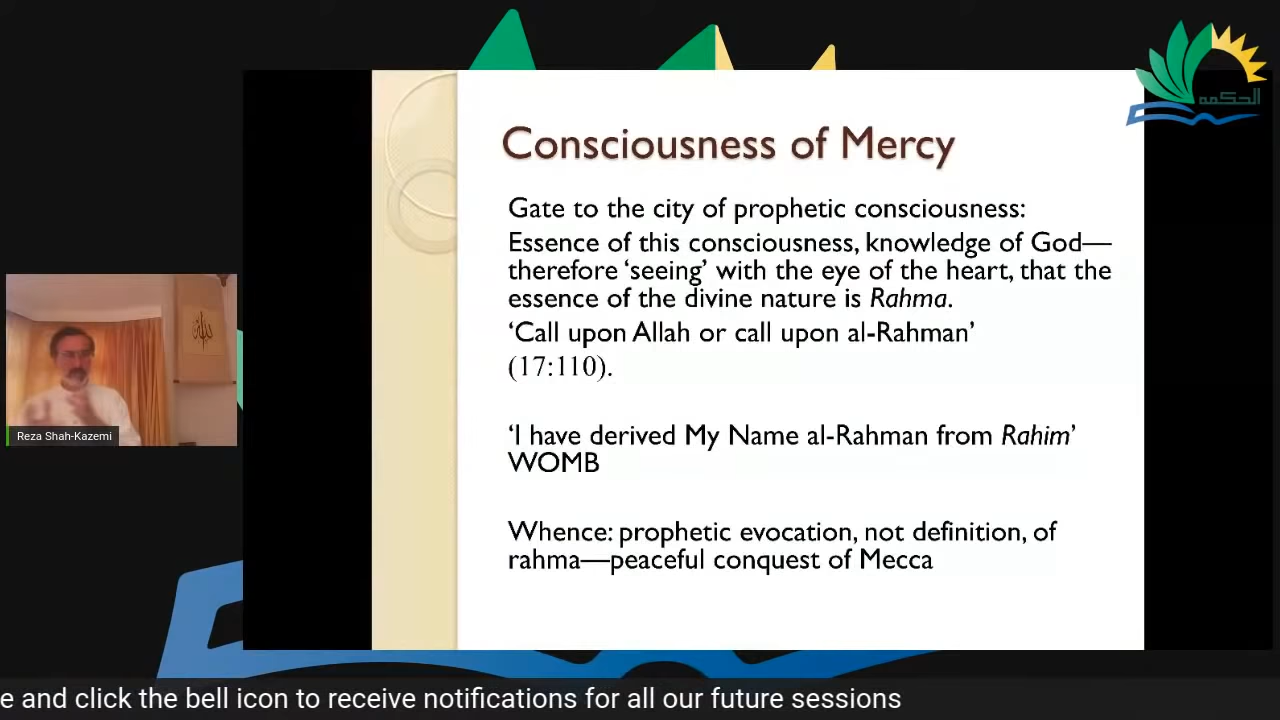 الحكمه
Consciousness of Mercy
Gate to the city of prophetic consciousness:
Essence of this consciousness, knowledge of God—
therefore ‘seeing’ with the eye of the heart, that the
essence of the divine nature is Rahma.
‘Call upon Allah or call upon al-Rahman’
(17:110).
‘I have derived My Name al-Rahman from Rahim’
WOMB
Whence: prophetic evocation, not definition, of
rahma—peaceful conquest of Mecca
الله
Reza Shah-Kazemi
e and click the bell icon to receive notifications for all our future sessions